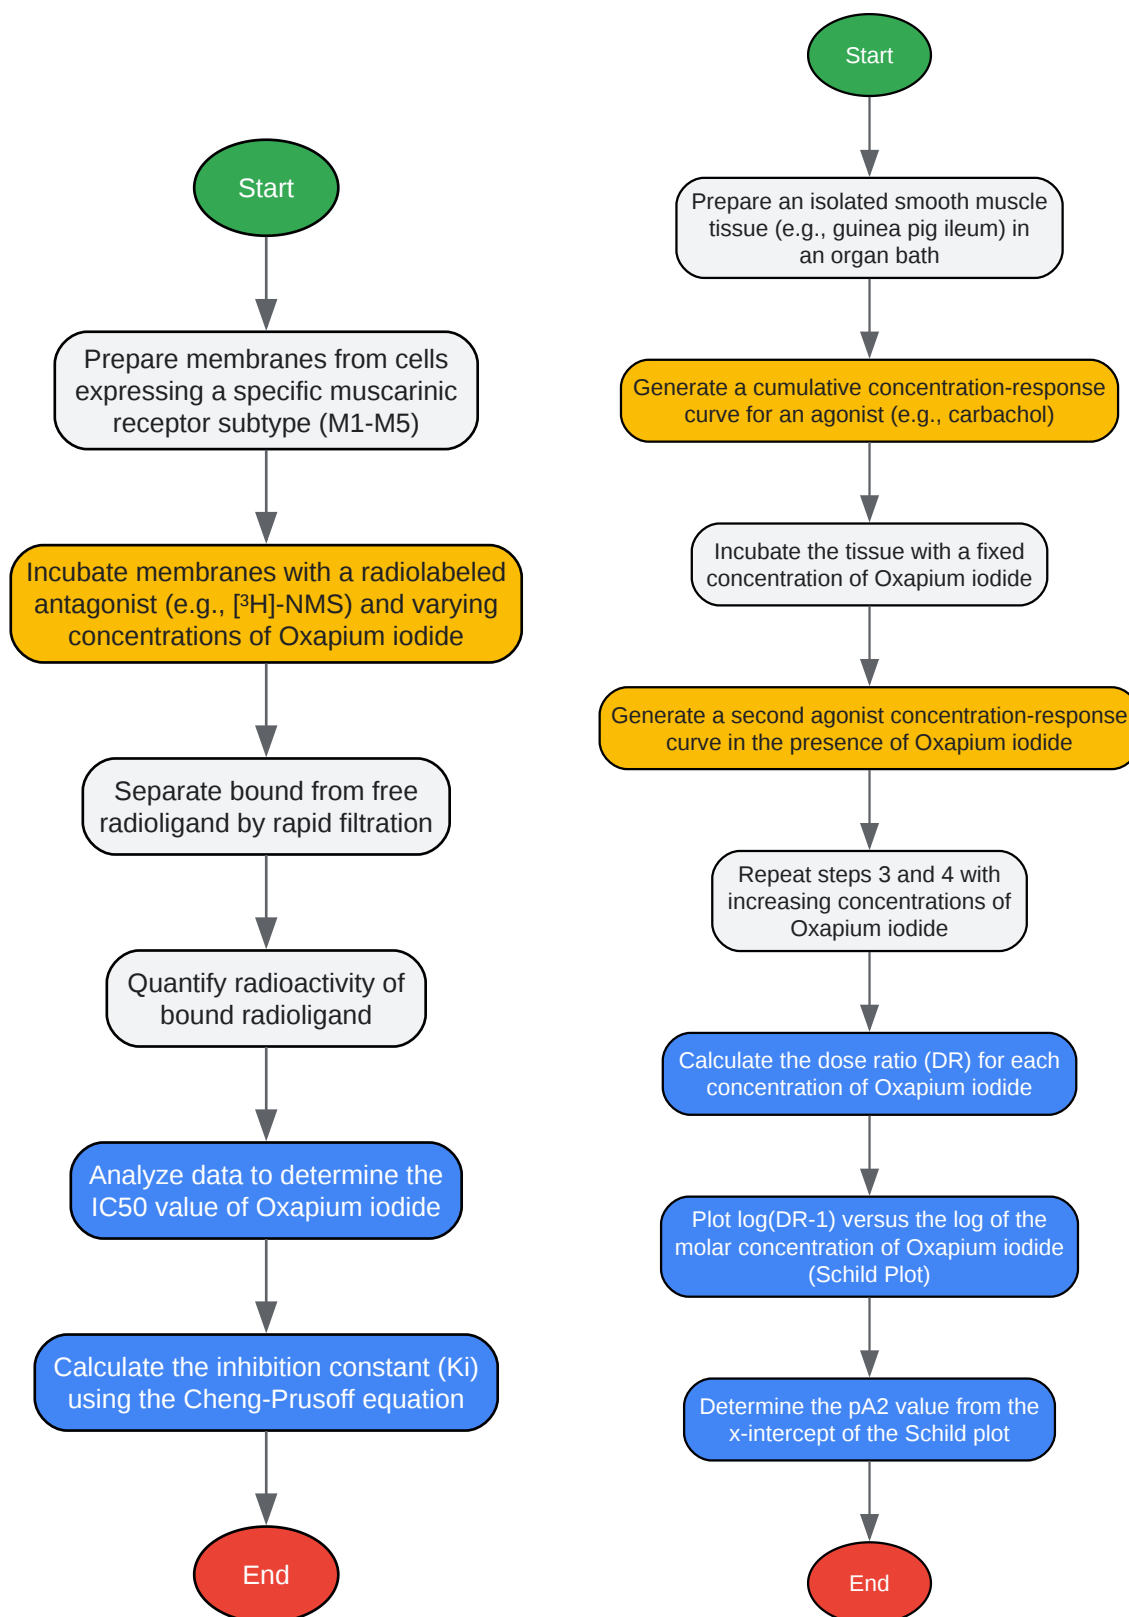 Start
Prepare membranes from cells
expressing a specific muscarinic
receptor subtype (M1-M5)
Incubate membranes with a radiolabeled
antagonist (e.g., [³H]-NMS) and varying
concentrations of Oxapium iodide
Separate bound from free
radioligand by rapid filtration
Quantify radioactivity of
bound radioligand
Analyze data to determine the
IC50 value of Oxapium iodide
Calculate the inhibition constant (Ki)
using the Cheng-Prusoff equation
End
Start
Prepare an isolated smooth muscle
tissue (e.g., guinea pig ileum) in
an organ bath
Generate a cumulative concentration-response
curve for an agonist (e.g., carbachol)
Incubate the tissue with a fixed
concentration of Oxapium iodide
Generate a second agonist concentration-response
curve in the presence of Oxapium iodide
Repeat steps 3 and 4 with
increasing concentrations of
Oxapium iodide
Calculate the dose ratio (DR) for each
concentration of Oxapium iodide
Plot log(DR-1) versus the log of the
molar concentration of Oxapium iodide
(Schild Plot)
Determine the pA2 value from the
x-intercept of the Schild plot
End